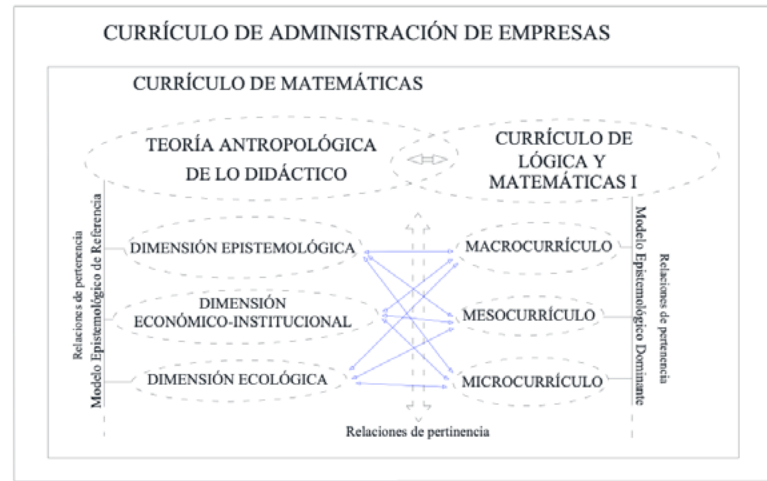 CURRÍCULO DE ADMINISTRACIÓN DE EMPRESAS
CURRÍCULO DE MATEMÁTICAS
TEORÍA ANTROPOLÓGICA
DE LO DIDÁCTICO
CURRÍCULO DE
LÓGICA Y
MATEMÁTICAS I
Relaciones de pertenencia
Modelo Epistemológico de Referencia
DIMENSIÓN EPISTEMOLÓGICA
DIMENSIÓN
ECONÓMICO-INSTITUCIONAL
DIMENSIÓN ECOLÓGICA
MACROCURRÍCULO
MESOCURRÍCULO
MICROCURRÍCULO
Modelo Epistemológico Dominante
Relaciones de pertenencia
Relaciones de pertinencia